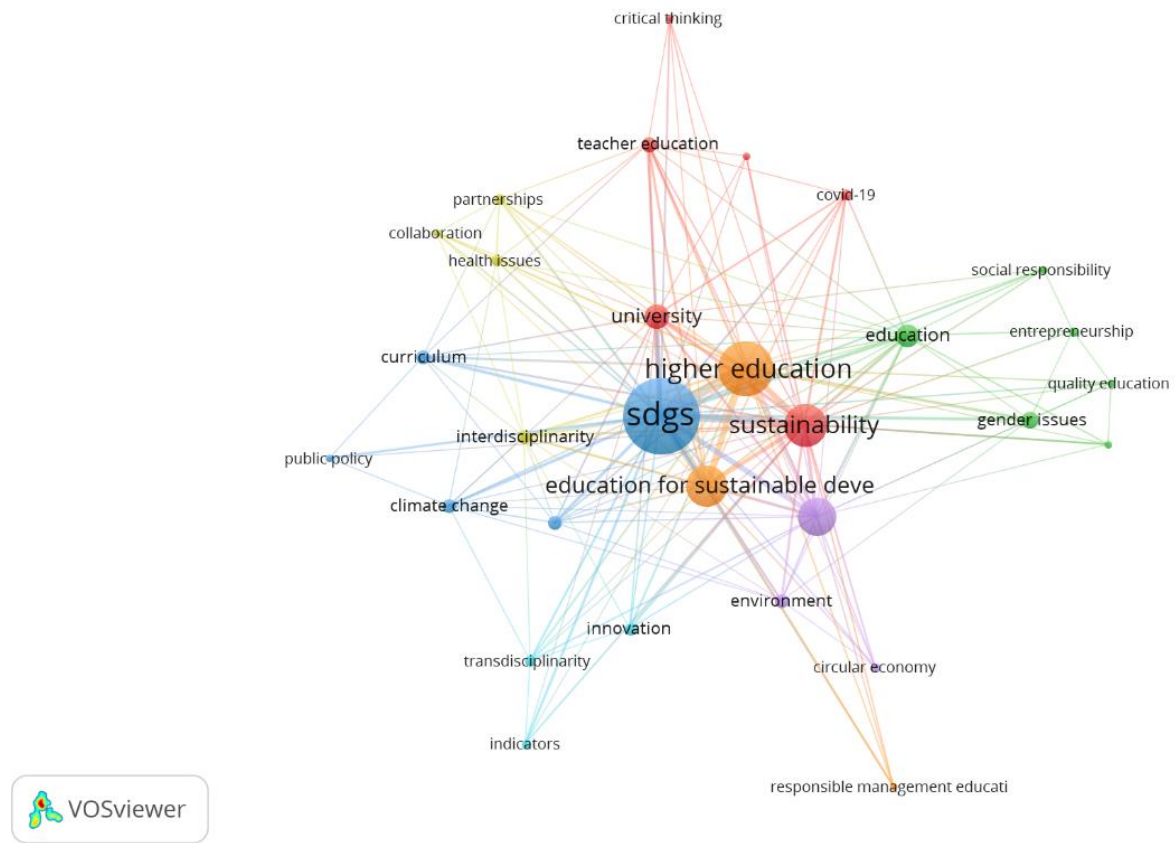 critical thinking
teacher education
covid-19
partnerships
collaboration
health issues
social responsibility
university
education
entrepreneurship
curriculum
higher education
quality education
sdgs
sustainability
gender issues
interdisciplinarity
public policy
education for sustainable deve
climate change
environment
innovation
transdisciplinarity
circular economy
indicators
responsible management educati
VOSviewer